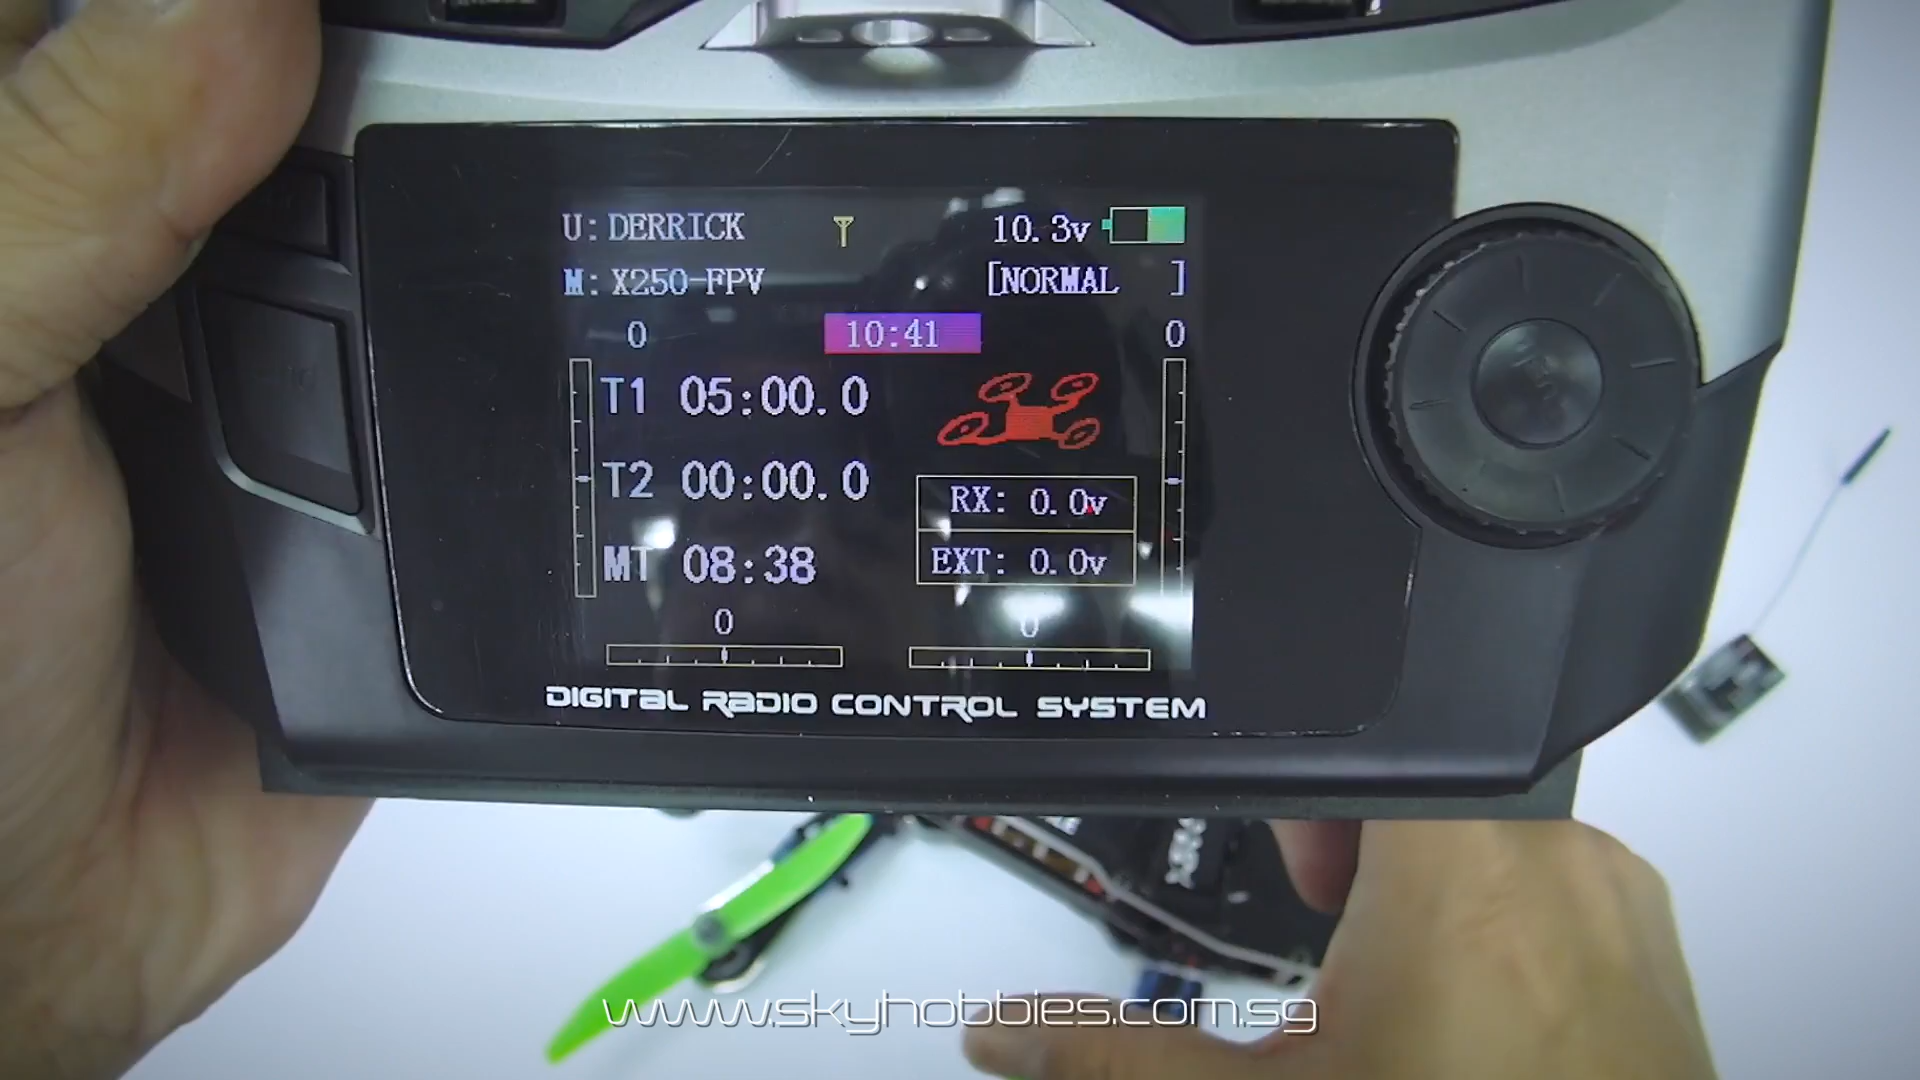 U: DERRICK 10.3v
M: X250-FPV [NORMAL ]
0 10:41 0
T1 05:00.0
T2 00:00.0
RX: 0.0v
MT 08:38
EXT: 0.0v
0 0
DIGITAL RADIO CONTROL SYSTEM
www.skyhobbies.com.sg